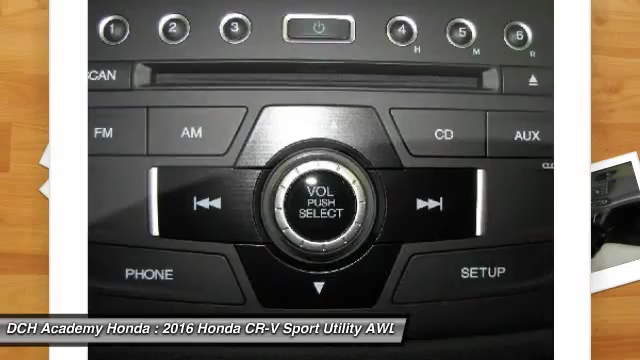 1 2 3 4 5 6
H M R
SCAN
FM AM CD AUX
VOL
PUSH
SELECT
PHONE SETUP
DCH Academy Honda : 2016 Honda CR-V Sport Utility AWD